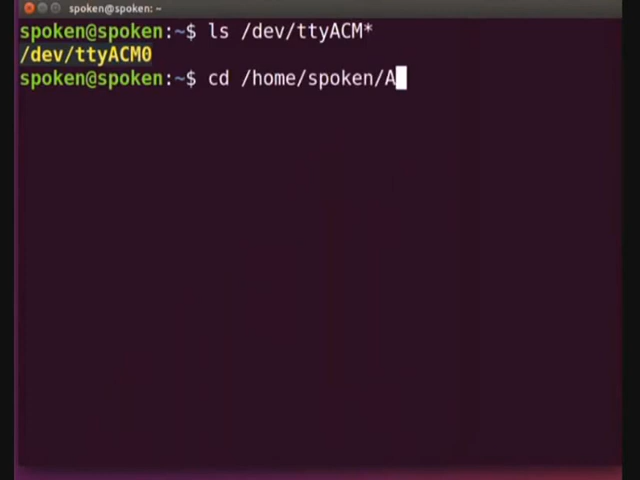 spoken@spoken: ~
spoken@spoken:~$ ls /dev/ttyACM*
/dev/ttyACM0
spoken@spoken:~$ cd /home/spoken/A